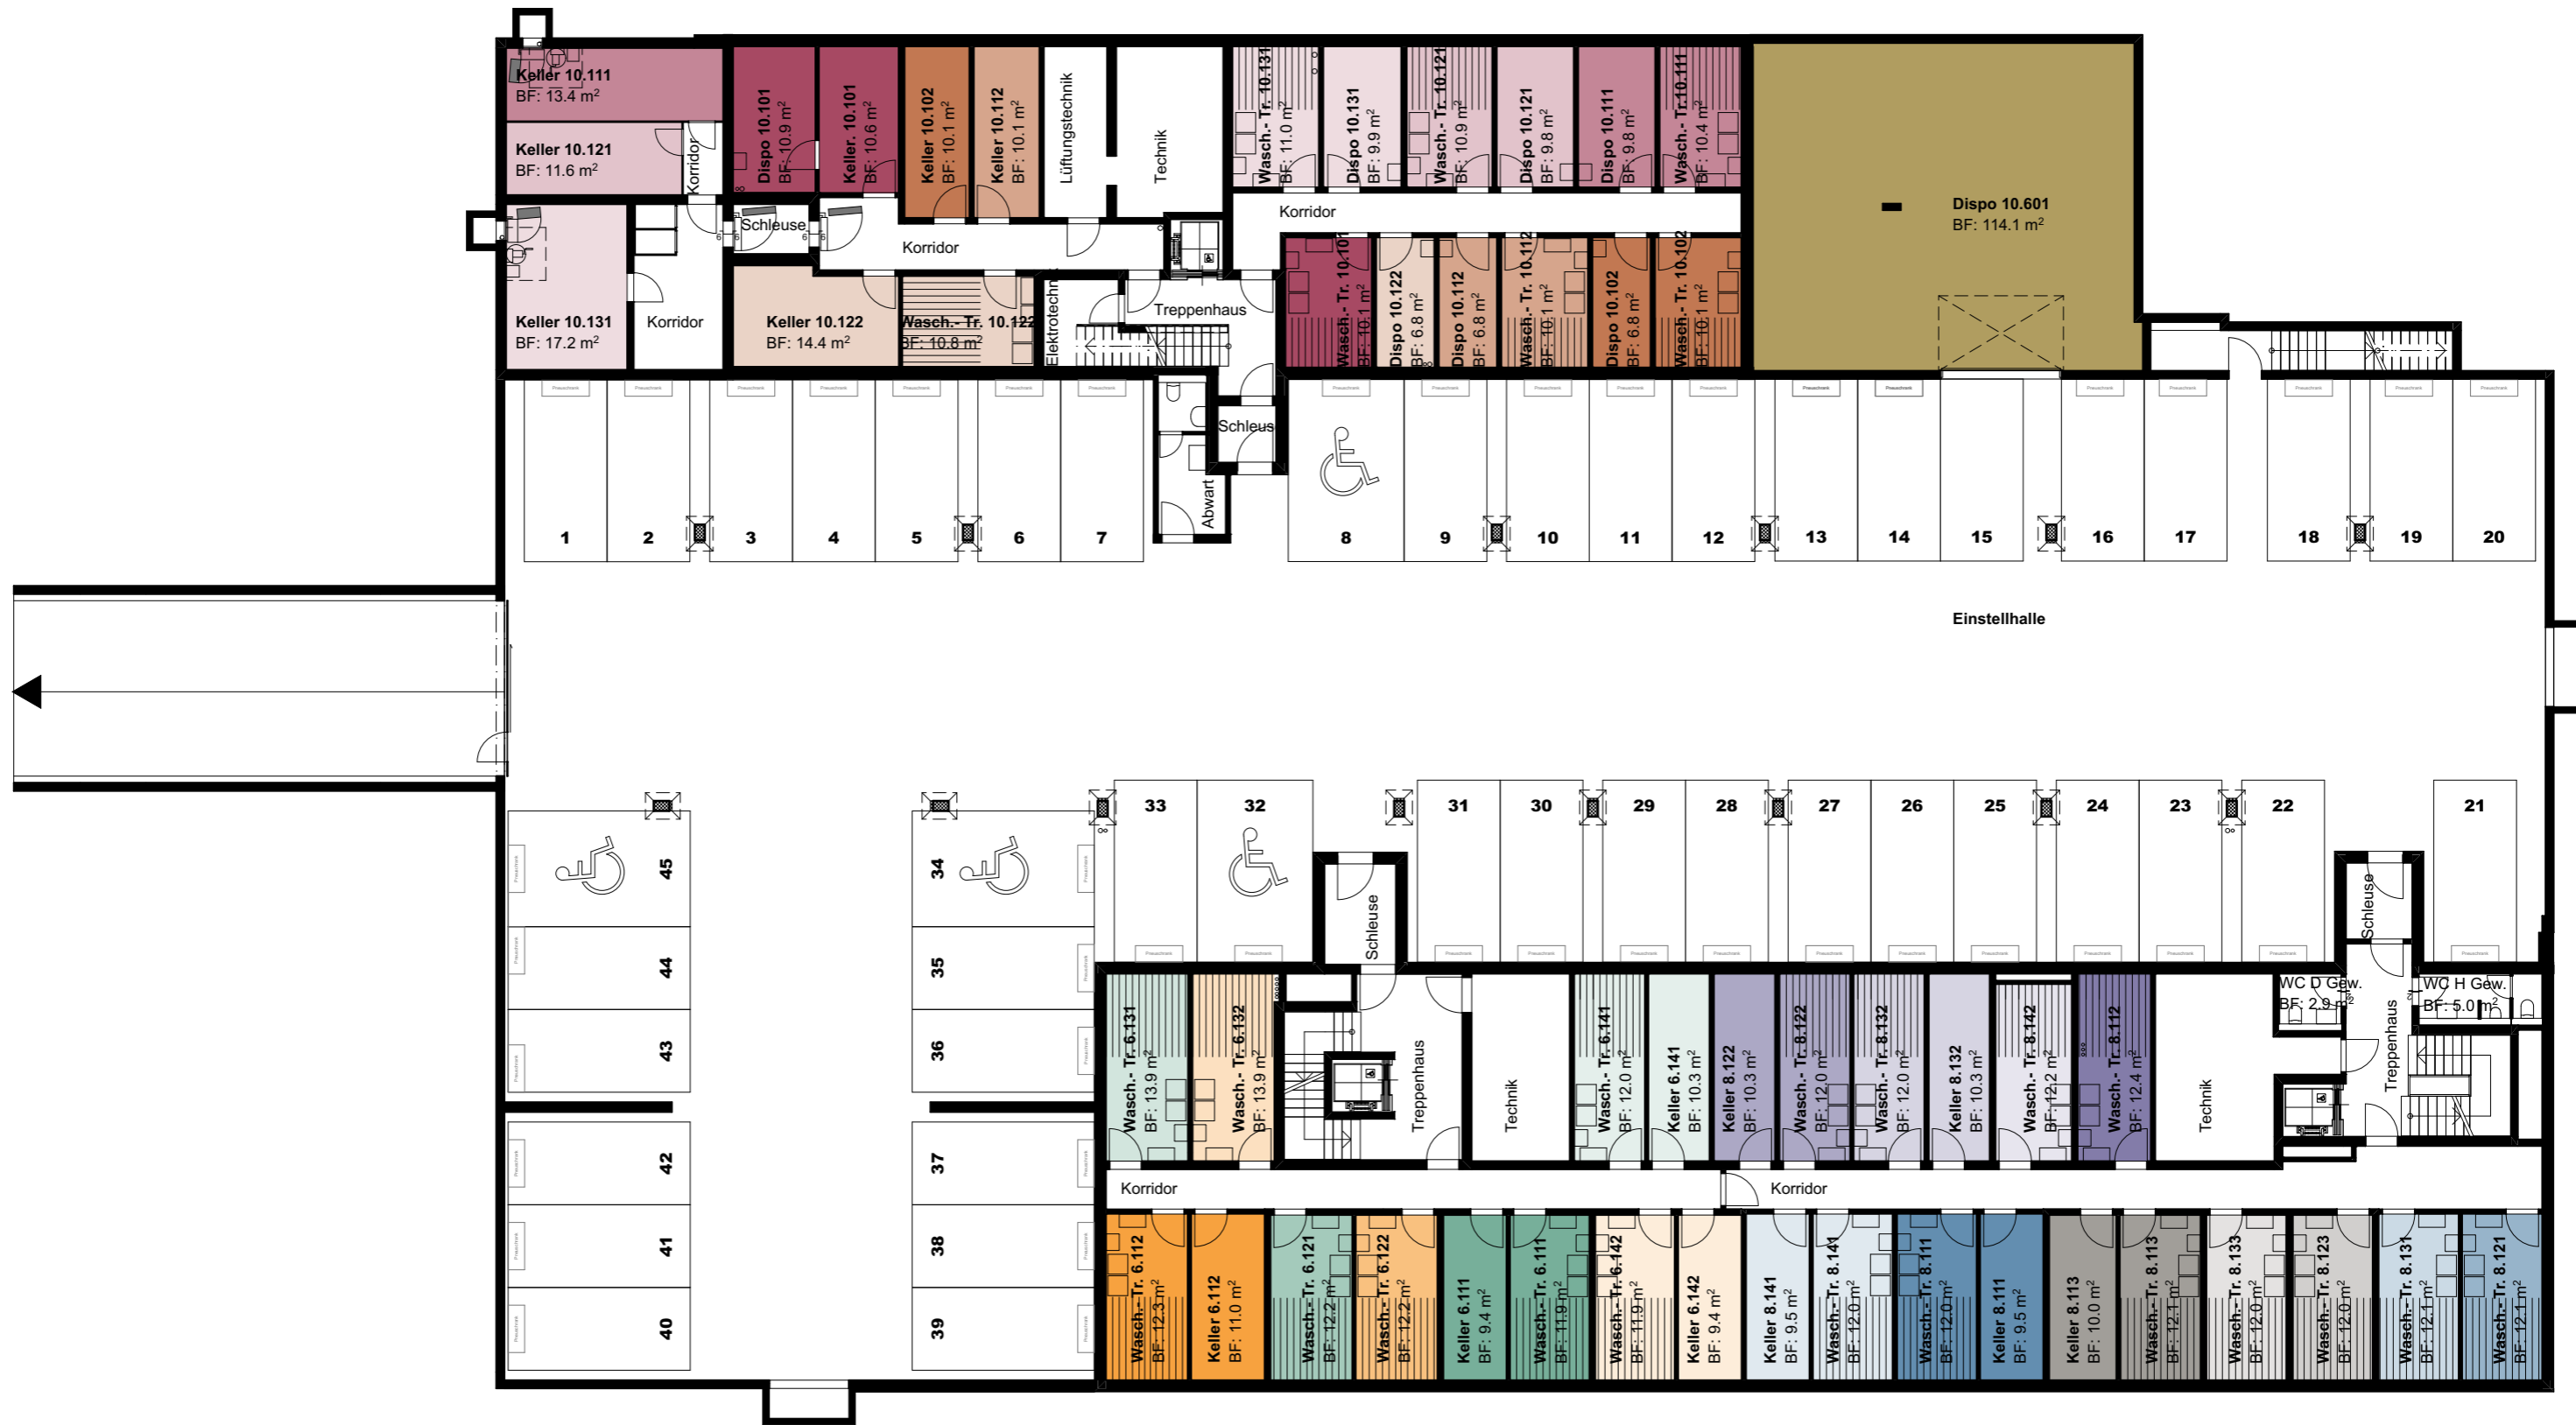 Keller 10.111
BF: 13.4 m²
Keller 10.121
BF: 11.6 m²
Korridor
Keller 10.131
BF: 17.2 m²
Korridor
Dispo 10.101
BF: 10.9 m²
Keller. 10.101
BF: 10.6 m²
Keller 10.102
BF: 10.1 m²
Keller 10.112
BF: 10.1 m²
Lüftungstechnik
Technik
Schleuse
Korridor
Keller 10.122
BF: 14.4 m²
Wasch.- Tr. 10.122
BF: 10.8 m²
Elektrotechnik
Treppenhaus
Schleuse
Abwart
Wasch.- Tr. 10.131
BF: 11.0 m²
Dispo 10.131
BF: 9.9 m²
Wasch.- Tr. 10.121
BF: 10.9 m²
Dispo 10.121
BF: 9.8 m²
Dispo 10.111
BF: 9.8 m²
Wasch.- Tr.10.111
BF: 10.4 m²
Korridor
Wasch.- Tr. 10.101
BF: 10.1 m²
Dispo 10.122
BF: 6.8 m²
Dispo 10.112
BF: 6.8 m²
Wasch.- Tr. 10.112
BF: 10.1 m²
Dispo 10.102
BF: 6.8 m²
Wasch.- Tr. 10.102
BF: 10.1 m²
Dispo 10.601
BF: 114.1 m²
1
2
3
4
5
6
7
8
9
10
11
12
13
14
15
16
17
18
19
20
Einstellhalle
33
32
31
30
29
28
27
26
25
24
23
22
21
45
44
43
42
41
40
34
35
36
37
38
39
Schleuse
Schleuse
Wasch.- Tr. 6.131
BF: 13.9 m²
Wasch.- Tr. 6.132
BF: 13.9 m²
Treppenhaus
Technik
Wasch.- Tr. 6.141
BF: 12.0 m²
Keller 6.141
BF: 10.3 m²
Keller 8.122
BF: 10.3 m²
Wasch.- Tr. 8.122
BF: 12.0 m²
Wasch.- Tr. 8.132
BF: 12.0 m²
Keller 8.132
BF: 10.3 m²
Wasch.- Tr. 8.142
BF: 12.2 m²
Wasch.- Tr. 8.112
BF: 12.4 m²
Technik
WC D Gew.
BF: 2.9 m²
WC H Gew.
BF: 5.0 m²
Treppenhaus
Korridor
Korridor
Wasch.- Tr. 6.112
BF: 12.3 m²
Keller 6.112
BF: 11.0 m²
Wasch.- Tr. 6.121
BF: 12.2 m²
Wasch.- Tr. 6.122
BF: 12.2 m²
Keller 6.111
BF: 9.4 m²
Wasch.- Tr. 6.111
BF: 11.9 m²
Wasch.- Tr. 6.142
BF: 11.9 m²
Keller 6.142
BF: 9.4 m²
Keller 8.141
BF: 9.5 m²
Wasch.- Tr. 8.141
BF: 12.0 m²
Wasch.- Tr. 8.111
BF: 12.0 m²
Keller 8.111
BF: 9.5 m²
Keller 8.113
BF: 10.0 m²
Wasch.- Tr. 8.113
BF: 12.1 m²
Wasch.- Tr. 8.133
BF: 12.0 m²
Wasch.- Tr. 8.123
BF: 12.0 m²
Wasch.- Tr. 8.131
BF: 12.1 m²
Wasch.- Tr. 8.121
BF: 12.1 m²